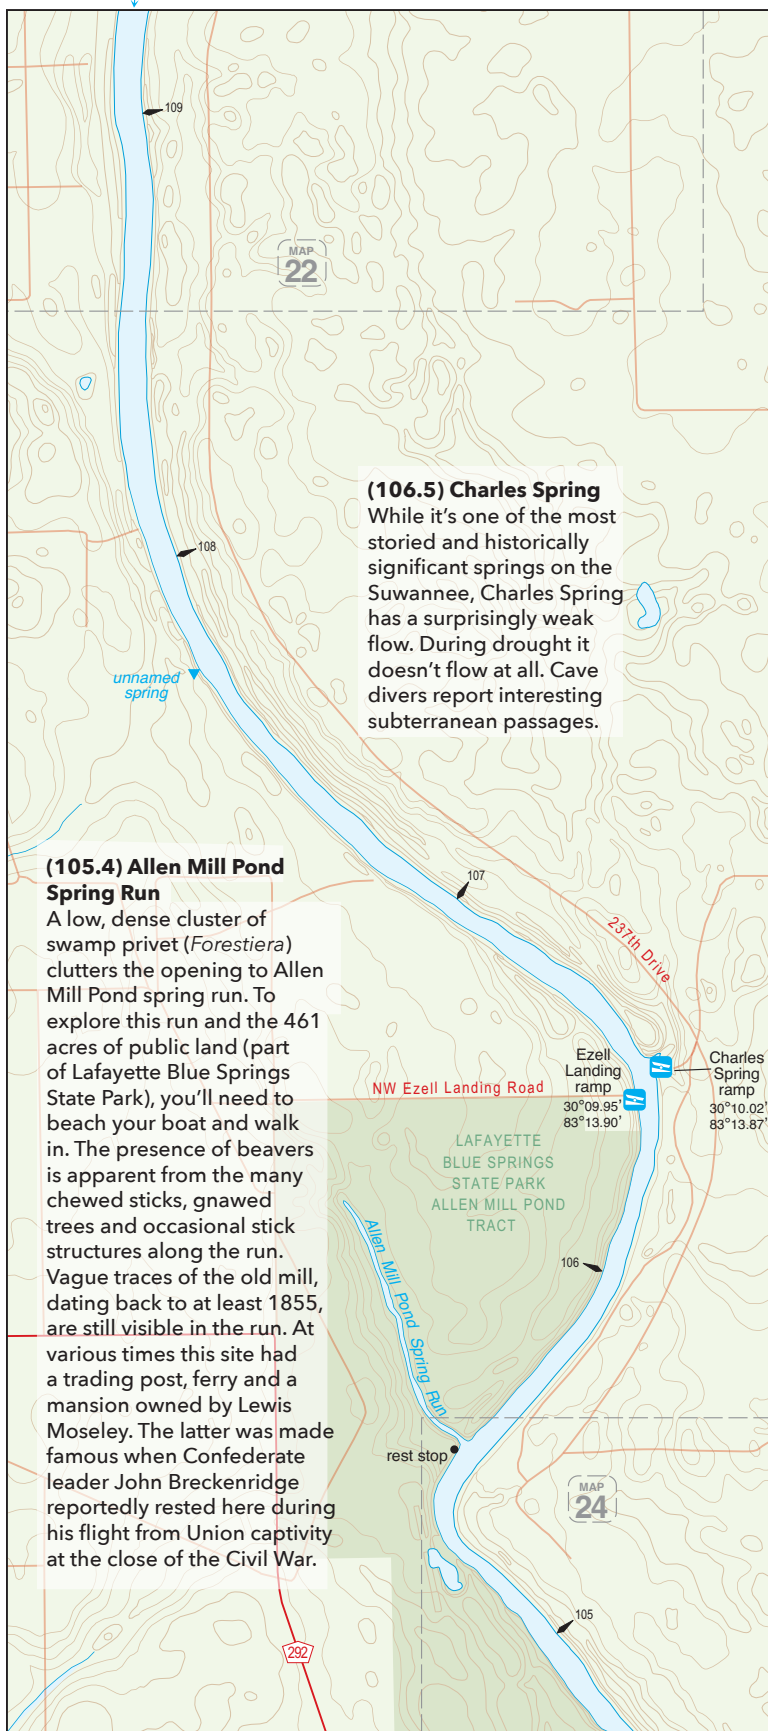 109
MAP
22
(106.5) Charles Spring
While it’s one of the most
storied and historically
significant springs on the
Suwannee, Charles Spring
has a surprisingly weak
flow. During drought it
doesn’t flow at all. Cave
divers report interesting
subterranean passages.
108
unnamed
spring
(105.4) Allen Mill Pond
Spring Run
A low, dense cluster of
swamp privet (Forestiera)
clutters the opening to Allen
Mill Pond spring run. To
explore this run and the 461
acres of public land (part
of Lafayette Blue Springs
State Park), you’ll need to
beach your boat and walk
in. The presence of beavers
is apparent from the many
chewed sticks, gnawed
trees and occasional stick
structures along the run.
Vague traces of the old mill,
dating back to at least 1855,
are still visible in the run. At
various times this site had
a trading post, ferry and a
mansion owned by Lewis
Moseley. The latter was made
famous when Confederate
leader John Breckenridge
reportedly rested here during
his flight from Union captivity
at the close of the Civil War.
107
237th Drive
Ezell
Landing
ramp
30°09.95’
83°13.90’
Charles
Spring
ramp
30°10.02’
83°13.87’
NW Ezell Landing Road
LAFAYETTE
BLUE SPRINGS
STATE PARK
ALLEN MILL POND
TRACT
Allen Mill Pond Spring Run
106
rest stop
MAP
24
105
292